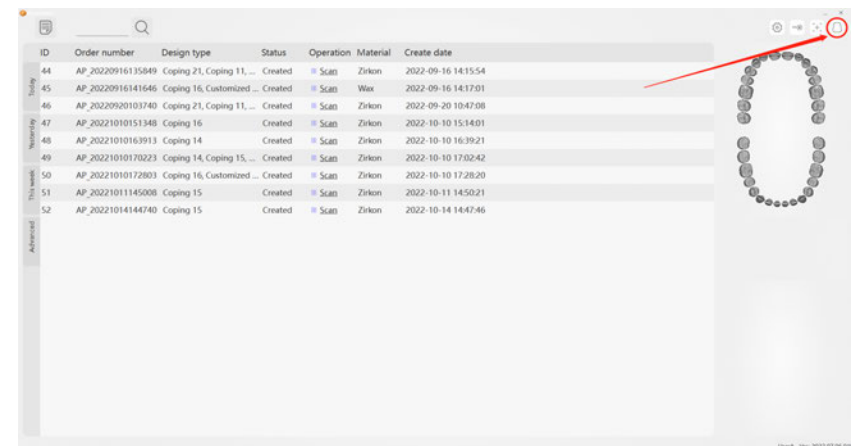 ID Order number Design type Status Operation Material Create date
44 AP_20220916135849 Coping 21, Coping 11, ... Created Scan Zirkon 2022-09-16 14:15:54
45 AP_20220916141646 Coping 16, Customized ... Created Scan Wax 2022-09-16 14:17:01
46 AP_20220920103740 Coping 21, Coping 11, ... Created Scan Zirkon 2022-09-20 10:47:08
47 AP_20221010151348 Coping 16 Created Scan Zirkon 2022-10-10 15:14:01
48 AP_20221010163913 Coping 14 Created Scan Zirkon 2022-10-10 16:39:21
49 AP_20221010170223 Coping 14, Coping 15, ... Created Scan Zirkon 2022-10-10 17:02:42
50 AP_20221010172803 Coping 16, Customized ... Created Scan Zirkon 2022-10-10 17:28:20
51 AP_20221011145008 Coping 15 Created Scan Zirkon 2022-10-11 14:50:21
52 AP_20221014144740 Coping 15 Created Scan Zirkon 2022-10-14 14:47:46
Today
Yesterday
This week
Advanced